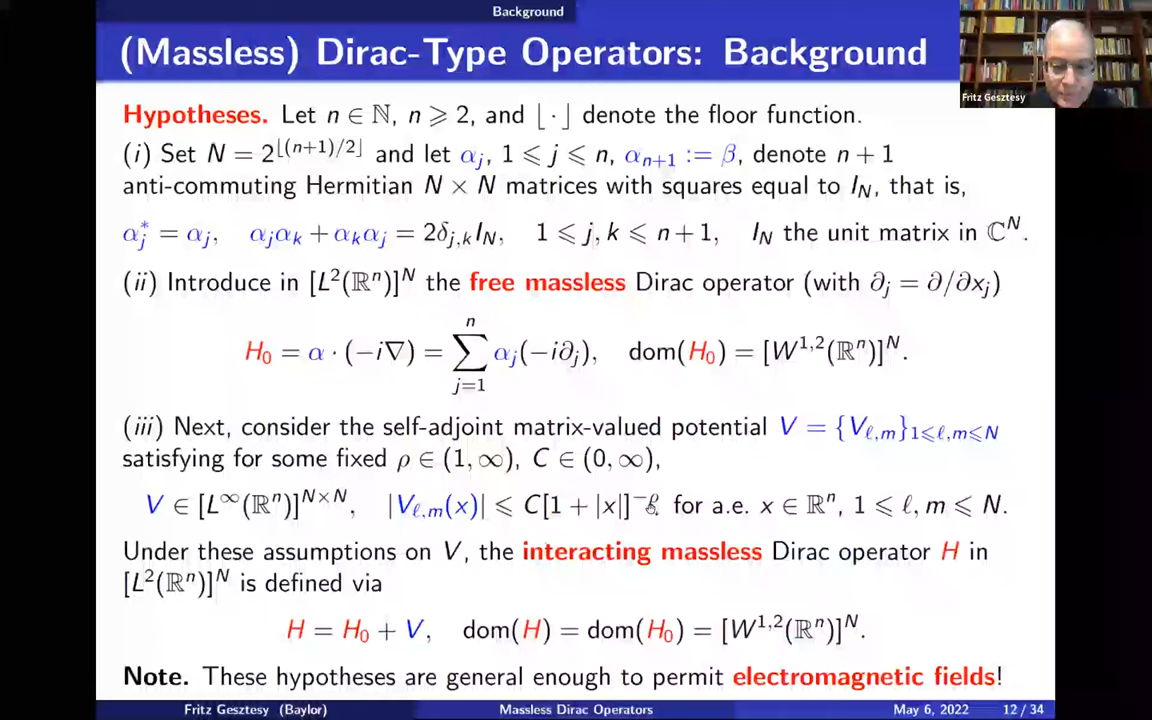 Background
(Massless) Dirac-Type Operators: Background
Fritz Gesztesy
Hypotheses. Let n ∈ ℕ, n ⩾ 2, and ⌊ · ⌋ denote the floor function.
(i) Set N = 2^{⌊(n+1)/2⌋} and let α_j, 1 ⩽ j ⩽ n, α_{n+1} := β, denote n + 1
anti-commuting Hermitian N × N matrices with squares equal to I_N, that is,
α_j^* = α_j, α_jα_k + α_kα_j = 2δ_{j,k}I_N, 1 ⩽ j, k ⩽ n + 1, I_N the unit matrix in ℂ^N.
(ii) Introduce in [L^2(ℝ^n)]^N the free massless Dirac operator (with ∂_j = ∂/∂x_j)
H_0 = α · (−i∇) = ∑_{j=1}^{n} α_j(−i∂_j), dom(H_0) = [W^{1,2}(ℝ^n)]^N.
(iii) Next, consider the self-adjoint matrix-valued potential V = {V_{ℓ,m}}_{1⩽ℓ,m⩽N}
satisfying for some fixed ρ ∈ (1, ∞), C ∈ (0, ∞),
V ∈ [L^∞(ℝ^n)]^{N×N}, |V_{ℓ,m}(x)| ⩽ C[1 + |x|]^{−ρ} for a.e. x ∈ ℝ^n, 1 ⩽ ℓ, m ⩽ N.
Under these assumptions on V, the interacting massless Dirac operator H in
[L^2(ℝ^n)]^N is defined via
H = H_0 + V, dom(H) = dom(H_0) = [W^{1,2}(ℝ^n)]^N.
Note. These hypotheses are general enough to permit electromagnetic fields!
Fritz Gesztesy (Baylor) Massless Dirac Operators May 6, 2022 12 / 34